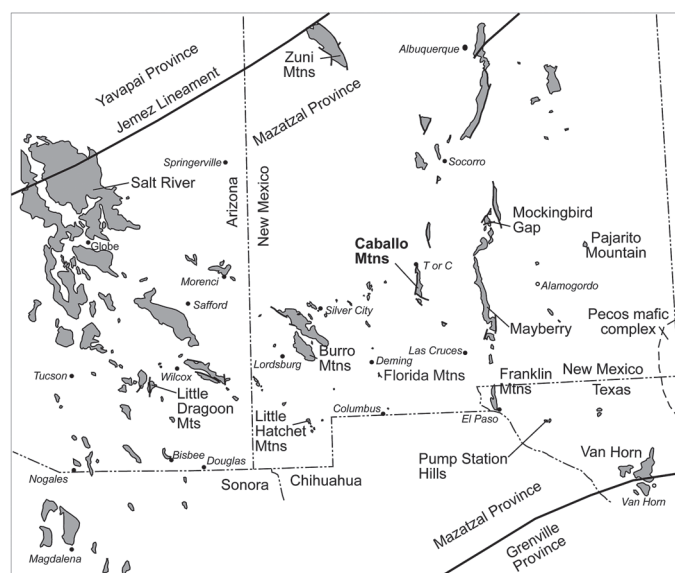 Albuquerque
Zuni
Mtns
Yavapai Province
Jemez Lineament
Mazatzal Province
Springerville
Socorro
Salt River
Arizona
New Mexico
Mockingbird
Gap
Globe
Caballo
Mtns
Pajarito
Mountain
T or C
Morenci
Alamogordo
Safford
Silver City
Pecos mafic
complex
Mayberry
Burro
Mtns
Las Cruces
Lordsburg
Deming
Florida Mtns
Franklin
Mtns
New Mexico
Texas
Tucson
Wilcox
Little
Dragoon
Mts
Little
Hatchet
Mtns
Columbus
El Paso
Pump Station
Hills
Van Horn
Bisbee
Douglas
Nogales
Sonora
Chihuahua
Van Horn
Mazatzal Province
Grenville
Province
Magdalena